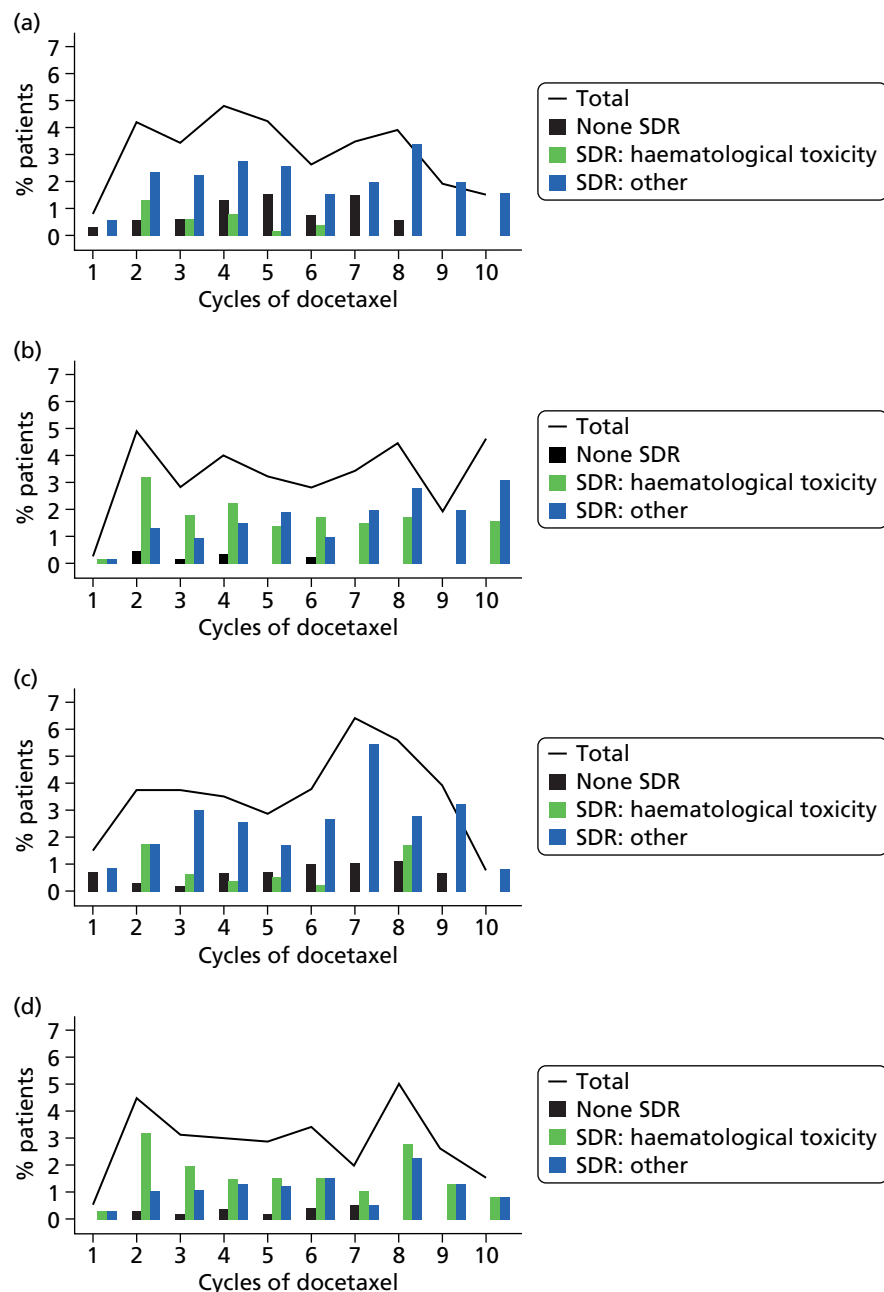 (a)
7
6
5
4
3
2
1
0
% patients
1 2 3 4 5 6 7 8 9 10
Cycles of docetaxel
Total
None SDR
SDR: haematological toxicity
SDR: other
(b)
7
6
5
4
3
2
1
0
% patients
1 2 3 4 5 6 7 8 9 10
Cycles of docetaxel
Total
None SDR
SDR: haematological toxicity
SDR: other
(c)
7
6
5
4
3
2
1
0
% patients
1 2 3 4 5 6 7 8 9 10
Cycles of docetaxel
Total
None SDR
SDR: haematological toxicity
SDR: other
(d)
7
6
5
4
3
2
1
0
% patients
1 2 3 4 5 6 7 8 9 10
Cycles of docetaxel
Total
None SDR
SDR: haematological toxicity
SDR: other